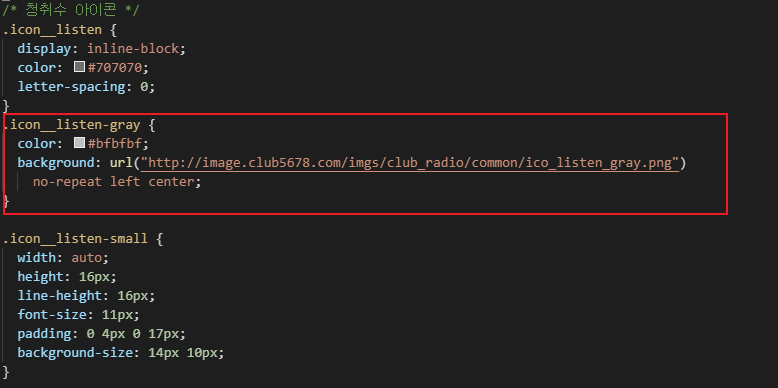 /* 청취수 아이콘 */
.icon__listen {
  display: inline-block;
  color: #707070;
  letter-spacing: 0;
}
.icon__listen-gray {
  color: #bfbfbf;
  background: url("http://image.club5678.com/imgs/club_radio/common/ico_listen_gray.png")
    no-repeat left center;
}
.icon__listen-small {
  width: auto;
  height: 16px;
  line-height: 16px;
  font-size: 11px;
  padding: 0 4px 0 17px;
  background-size: 14px 10px;
}